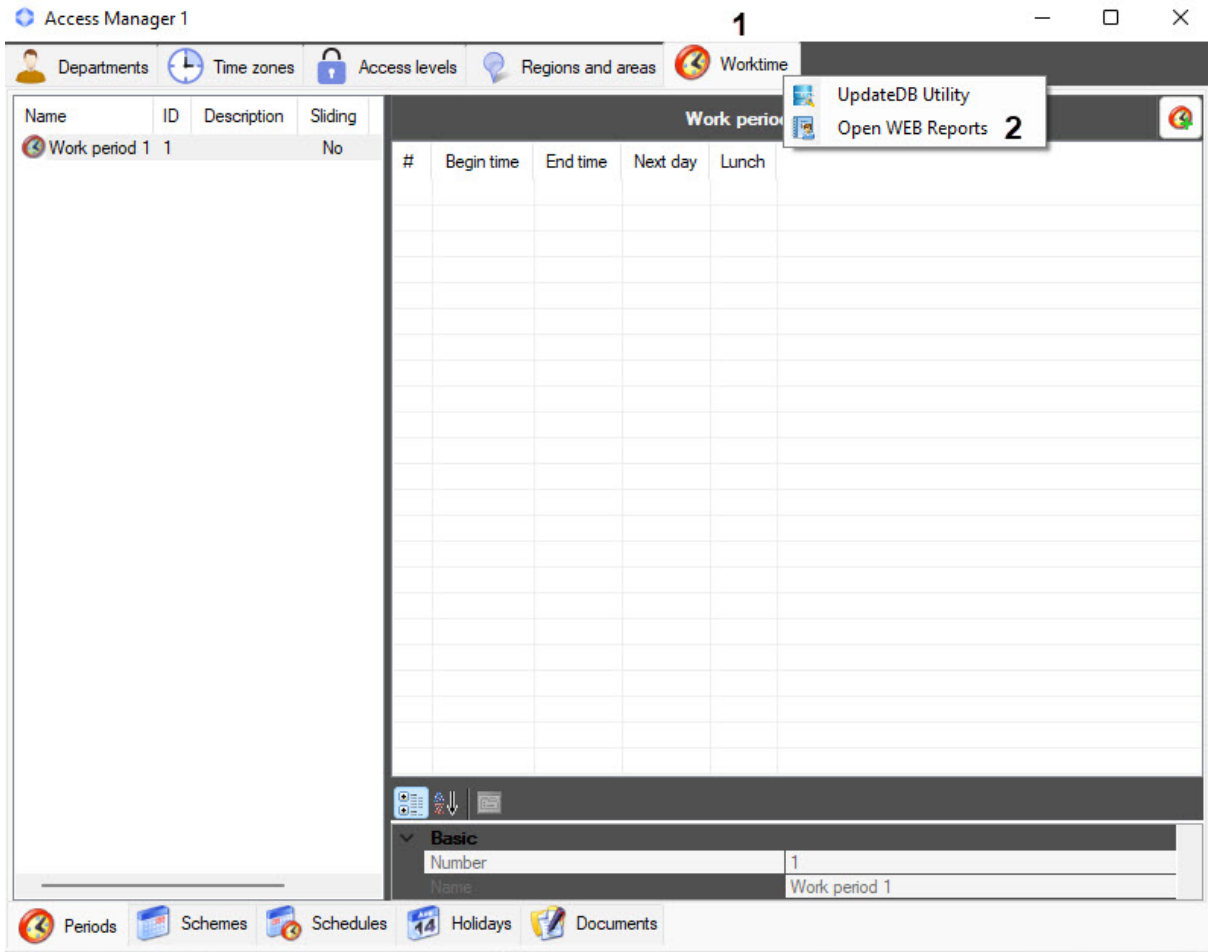 Access Manager 1
1
Departments Time zones Access levels Regions and areas Worktime
UpdateDB Utility
Open WEB Reports 2
Name ID Description Sliding
Work period 1 1 No
Work perio
# Begin time End time Next day Lunch
Basic
Number 1
Name Work period 1
Periods Schemes Schedules Holidays Documents